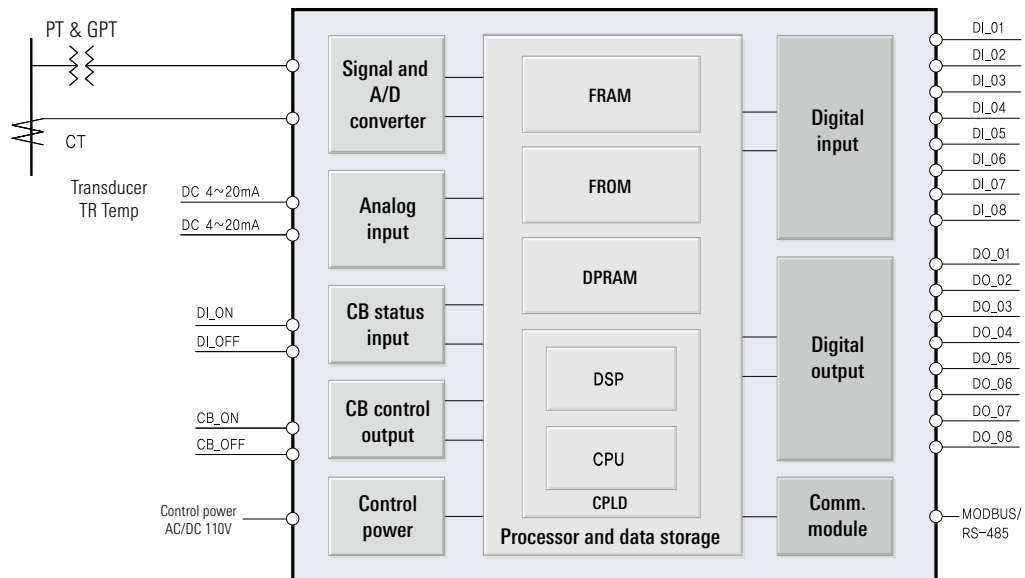 PT & GPT
CT
Transducer
TR Temp
DC 4~20mA
DC 4~20mA
DI_ON
DI_OFF
CB_ON
CB_OFF
Control power
AC/DC 110V
Signal and
A/D
converter
Analog
input
CB status
input
CB control
output
Control
power
FRAM
FROM
DPRAM
DSP
CPU
CPLD
Processor and data storage
Digital
input
Digital
output
Comm.
module
DI_01
DI_02
DI_03
DI_04
DI_05
DI_06
DI_07
DI_08
DO_01
DO_02
DO_03
DO_04
DO_05
DO_06
DO_07
DO_08
MODBUS/
RS-485